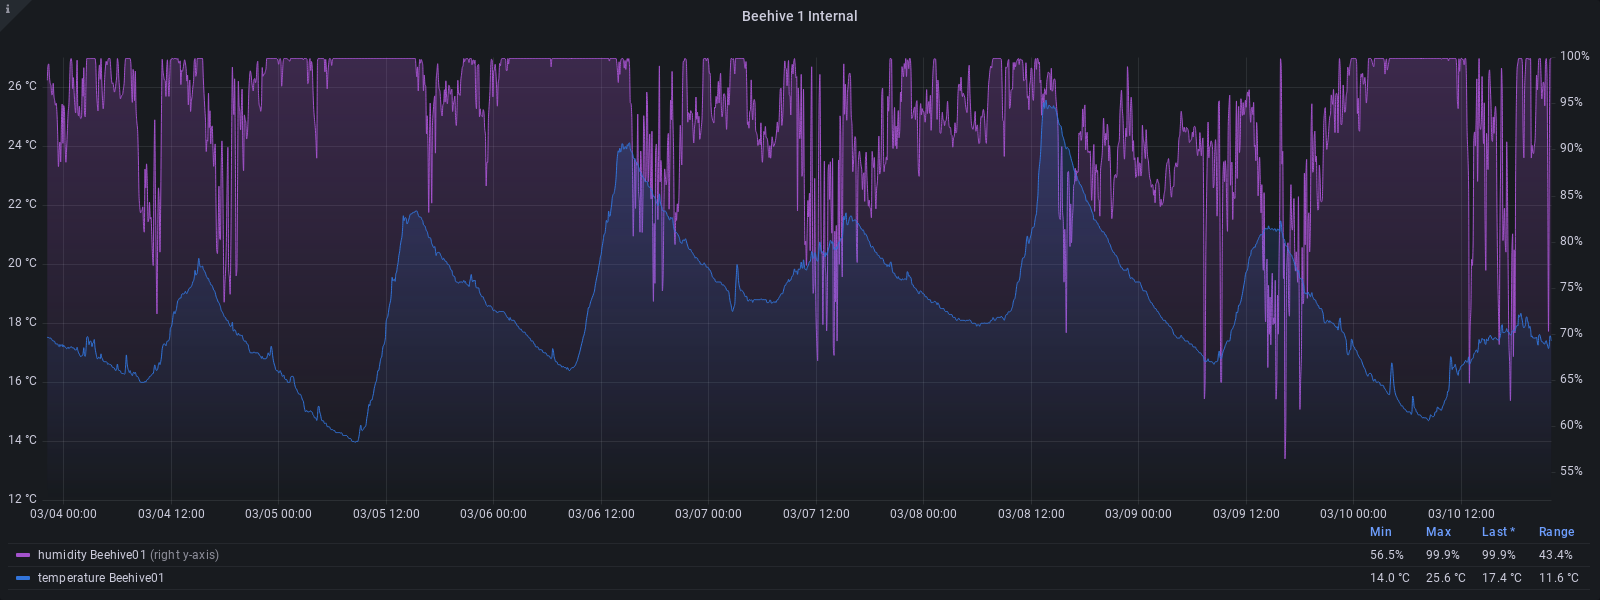 i
Beehive 1 Internal
100%
26 °C
95%
24 °C
90%
22 °C
85%
80%
20 °C
75%
18 °C
70%
16 °C
65%
14 °C
60%
55%
12 °C
03/04 00:00 03/04 12:00 03/05 00:00 03/05 12:00 03/06 00:00 03/06 12:00 03/07 00:00 03/07 12:00 03/08 00:00 03/08 12:00 03/09 00:00 03/09 12:00 03/10 00:00 03/10 12:00
Min Max Last * Range
humidity Beehive01 (right y-axis) 56.5% 99.9% 99.9% 43.4%
temperature Beehive01 14.0 °C 25.6 °C 17.4 °C 11.6 °C